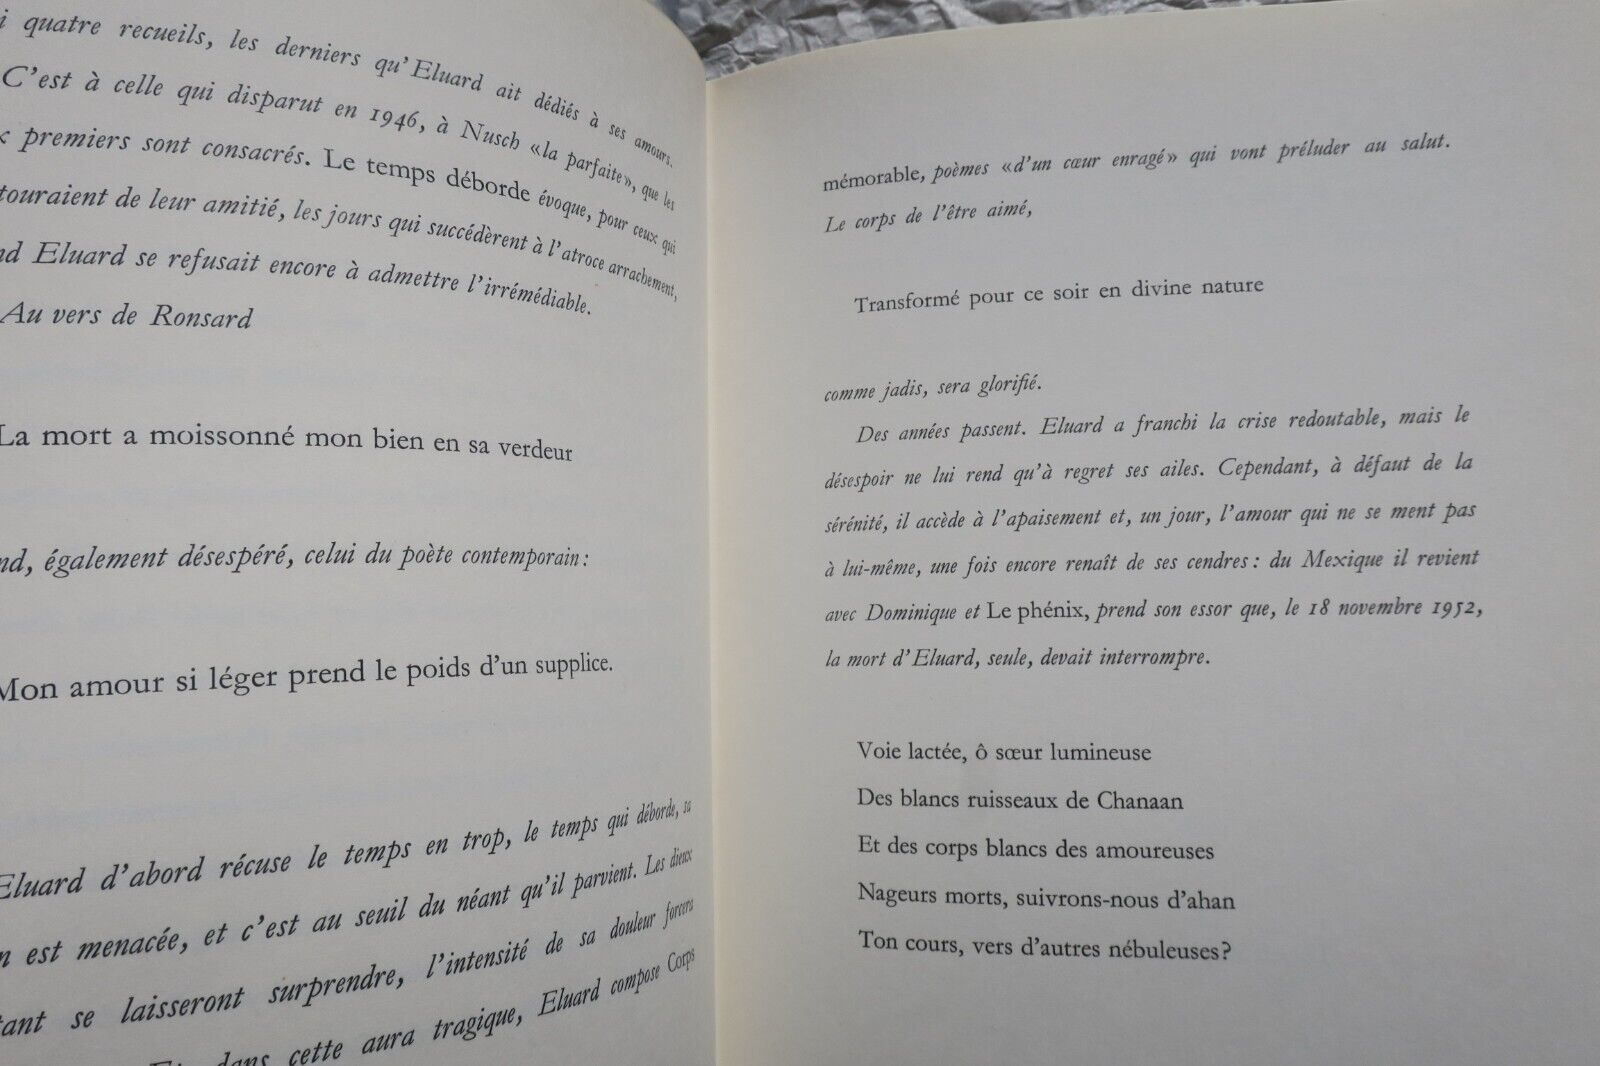 quatre recueils, les derniers qu'Eluard ait dédiés à ses amours.
C'est à celle qui disparut en 1946, à Nusch «la parfaite», que les
premiers sont consacrés. Le temps déborde évoque, pour ceux qui
touraient de leur amitié, les jours qui succédèrent à l'atroce arrachement,
nd Eluard se refusait encore à admettre l'irrémédiable.
Au vers de Ronsard
La mort a moissonné mon bien en sa verdeur
nd, également désespéré, celui du poète contemporain :
Mon amour si léger prend le poids d'un supplice.
Eluard d'abord récuse le temps en trop, le temps qui déborde, sa
n est menacée, et c'est au seuil du néant qu'il parvient. Les dieux
tant se laisseront surprendre, l'intensité de sa douleur forcera
dans cette aura tragique, Eluard compose Corps
mémorable, poèmes «d'un cœur enragé» qui vont préluder au salut.
Le corps de l'être aimé,
Transformé pour ce soir en divine nature
comme jadis, sera glorifié.
Des années passent. Eluard a franchi la crise redoutable, mais le
désespoir ne lui rend qu'à regret ses ailes. Cependant, à défaut de la
sérénité, il accède à l'apaisement et, un jour, l'amour qui ne se ment pas
à lui-même, une fois encore renaît de ses cendres : du Mexique il revient
avec Dominique et Le phénix, prend son essor que, le 18 novembre 1952,
la mort d'Eluard, seule, devait interrompre.
Voie lactée, ô sœur lumineuse
Des blancs ruisseaux de Chanaan
Et des corps blancs des amoureuses
Nageurs morts, suivrons-nous d'ahan
Ton cours, vers d'autres nébuleuses?